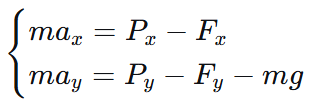 ma_x = P_x − F_x
ma_y = P_y − F_y − mg